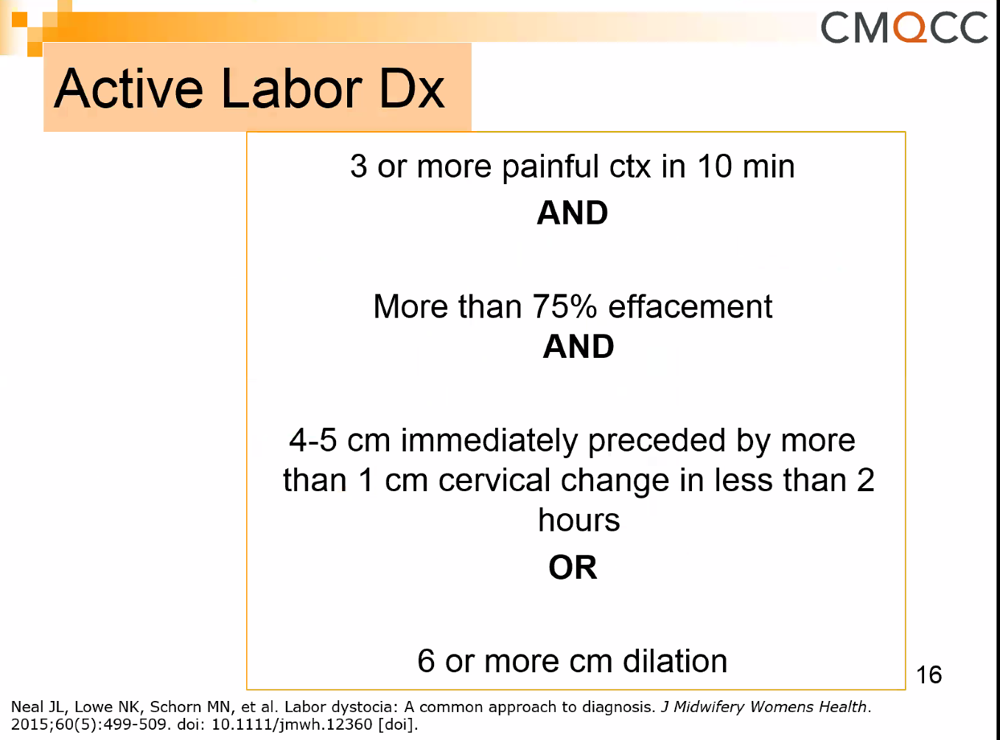 CMQCC
Active Labor Dx
3 or more painful ctx in 10 min
AND
More than 75% effacement
AND
4-5 cm immediately preceded by more
than 1 cm cervical change in less than 2
hours
OR
6 or more cm dilation
16
Neal JL, Lowe NK, Schorn MN, et al. Labor dystocia: A common approach to diagnosis. J Midwifery Womens Health.
2015;60(5):499-509. doi: 10.1111/jmwh.12360 [doi].